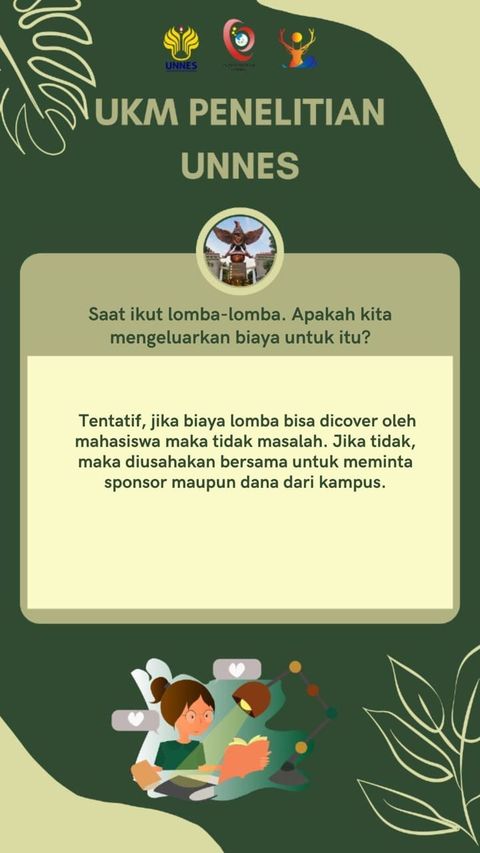 UNNES
UKM PENELITIAN
UNNES
Saat ikut lomba-lomba. Apakah kita
mengeluarkan biaya untuk itu?
Tentatif, jika biaya lomba bisa dicover oleh
mahasiswa maka tidak masalah. Jika tidak,
maka diusahakan bersama untuk meminta
sponsor maupun dana dari kampus.